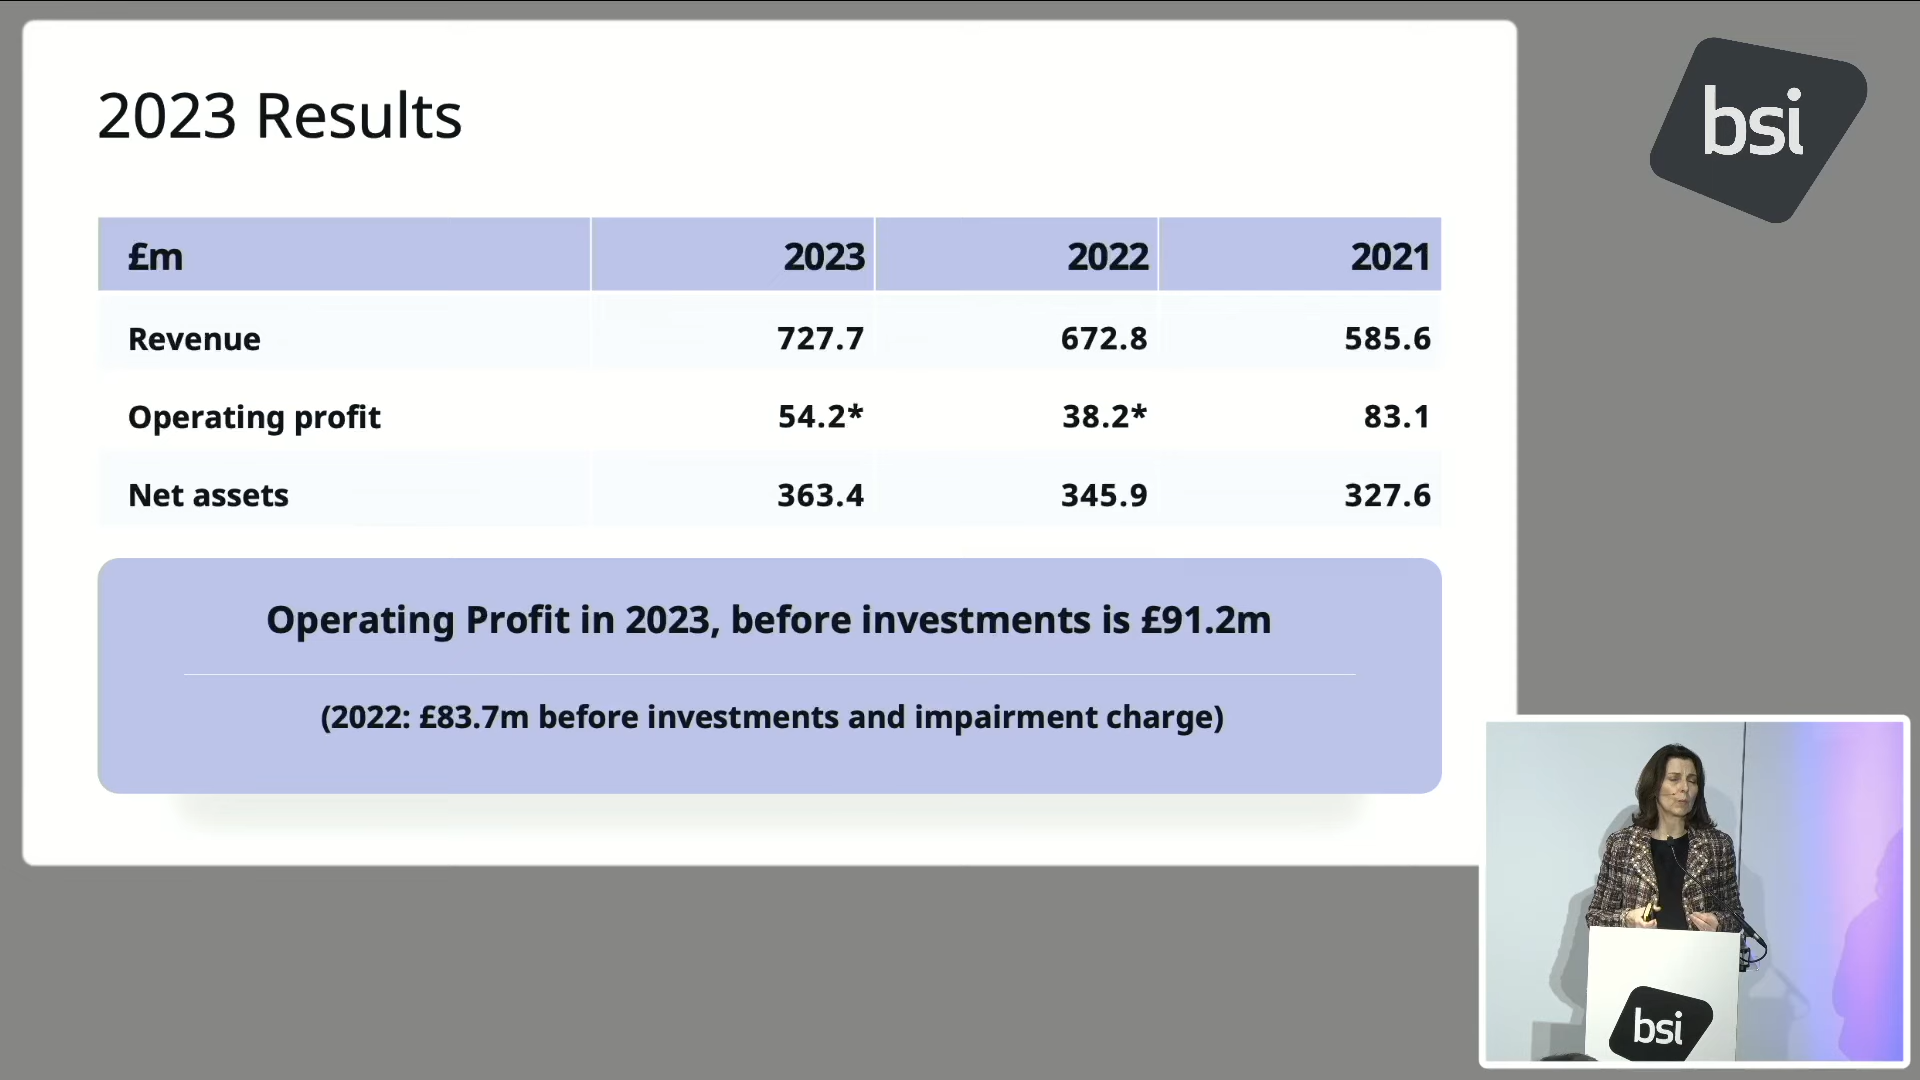 2023 Results
bsi
£m 2023 2022 2021
Revenue 727.7 672.8 585.6
Operating profit 54.2* 38.2* 83.1
Net assets 363.4 345.9 327.6
Operating Profit in 2023, before investments is £91.2m
(2022: £83.7m before investments and impairment charge)
bsi